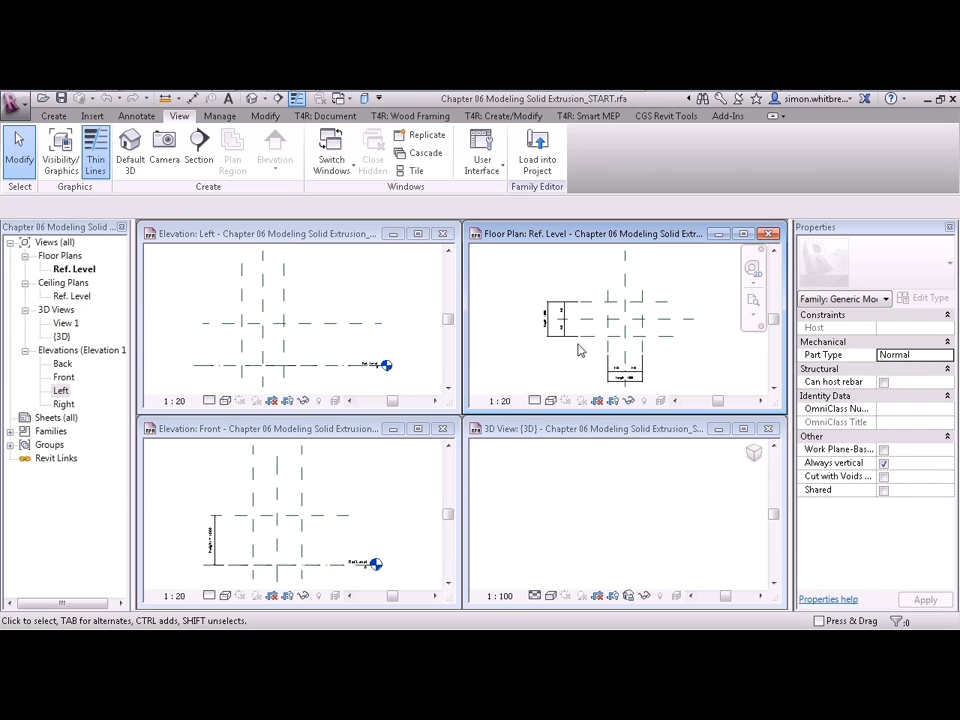 Chapter 06 Modeling Solid Extrusion_START.rfa
simon.whitbre...
Create Insert Annotate View Manage Modify T4R: Document T4R: Wood Framing T4R: Create/Modify T4R: Smart MEP CGS Revit Tools Add-Ins
Modify
Visibility/ Graphics
Thin Lines
Default 3D
Camera
Section
Plan Region
Elevation
Switch Windows
Close Hidden
Replicate
Cascade
Tile
User Interface
Load into Project
Select Graphics Create Windows Family Editor
Chapter 06 Modeling Solid ...
Views (all)
Floor Plans
Ref. Level
Ceiling Plans
Ref. Level
3D Views
View 1
{3D}
Elevations (Elevation 1
Back
Front
Left
Right
Sheets (all)
Families
Groups
Revit Links
Elevation: Left - Chapter 06 Modeling Solid Extrusion_...
1 : 20
Floor Plan: Ref. Level - Chapter 06 Modeling Solid Extr...
1 : 20
Elevation: Front - Chapter 06 Modeling Solid Extrusion...
1 : 20
3D View: {3D} - Chapter 06 Modeling Solid Extrusion_S...
1 : 100
Properties
Family: Generic Mo
Edit Type
Constraints
Host
Mechanical
Part Type Normal
Structural
Can host rebar
Identity Data
OmniClass Nu...
OmniClass Title
Other
Work Plane-Bas...
Always vertical
Cut with Voids ...
Shared
Properties help
Apply
Click to select, TAB for alternates, CTRL adds, SHIFT unselects.
Press & Drag
:0